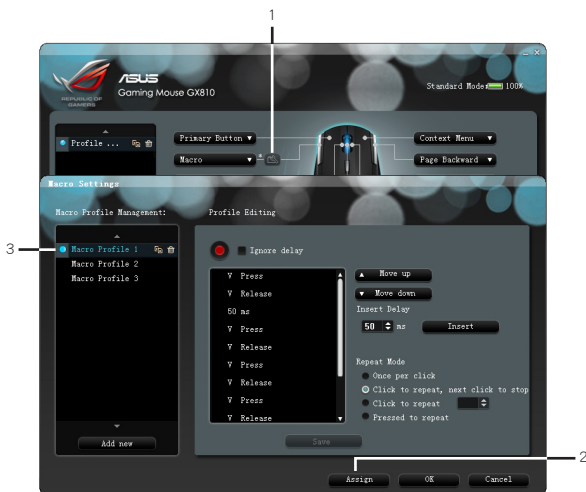 1
REPUBLIC OF
GAMERS
ASUS
Gaming Mouse GX810
Standard Mode: 100%
Profile ...
Primary Button
Macro
Context Menu
Page Backward
Macro Settings
Macro Profile Management:
Profile Editing
3
Macro Profile 1
Macro Profile 2
Macro Profile 3
Add new
Ignore delay
V Press
V Release
50 ms
V Press
V Release
V Press
V Release
V Press
V Release
Move up
Move down
Insert Delay
50 ms Insert
Repeat Mode
Once per click
Click to repeat, next click to stop
Click to repeat
Pressed to repeat
Save
2
Assign OK Cancel